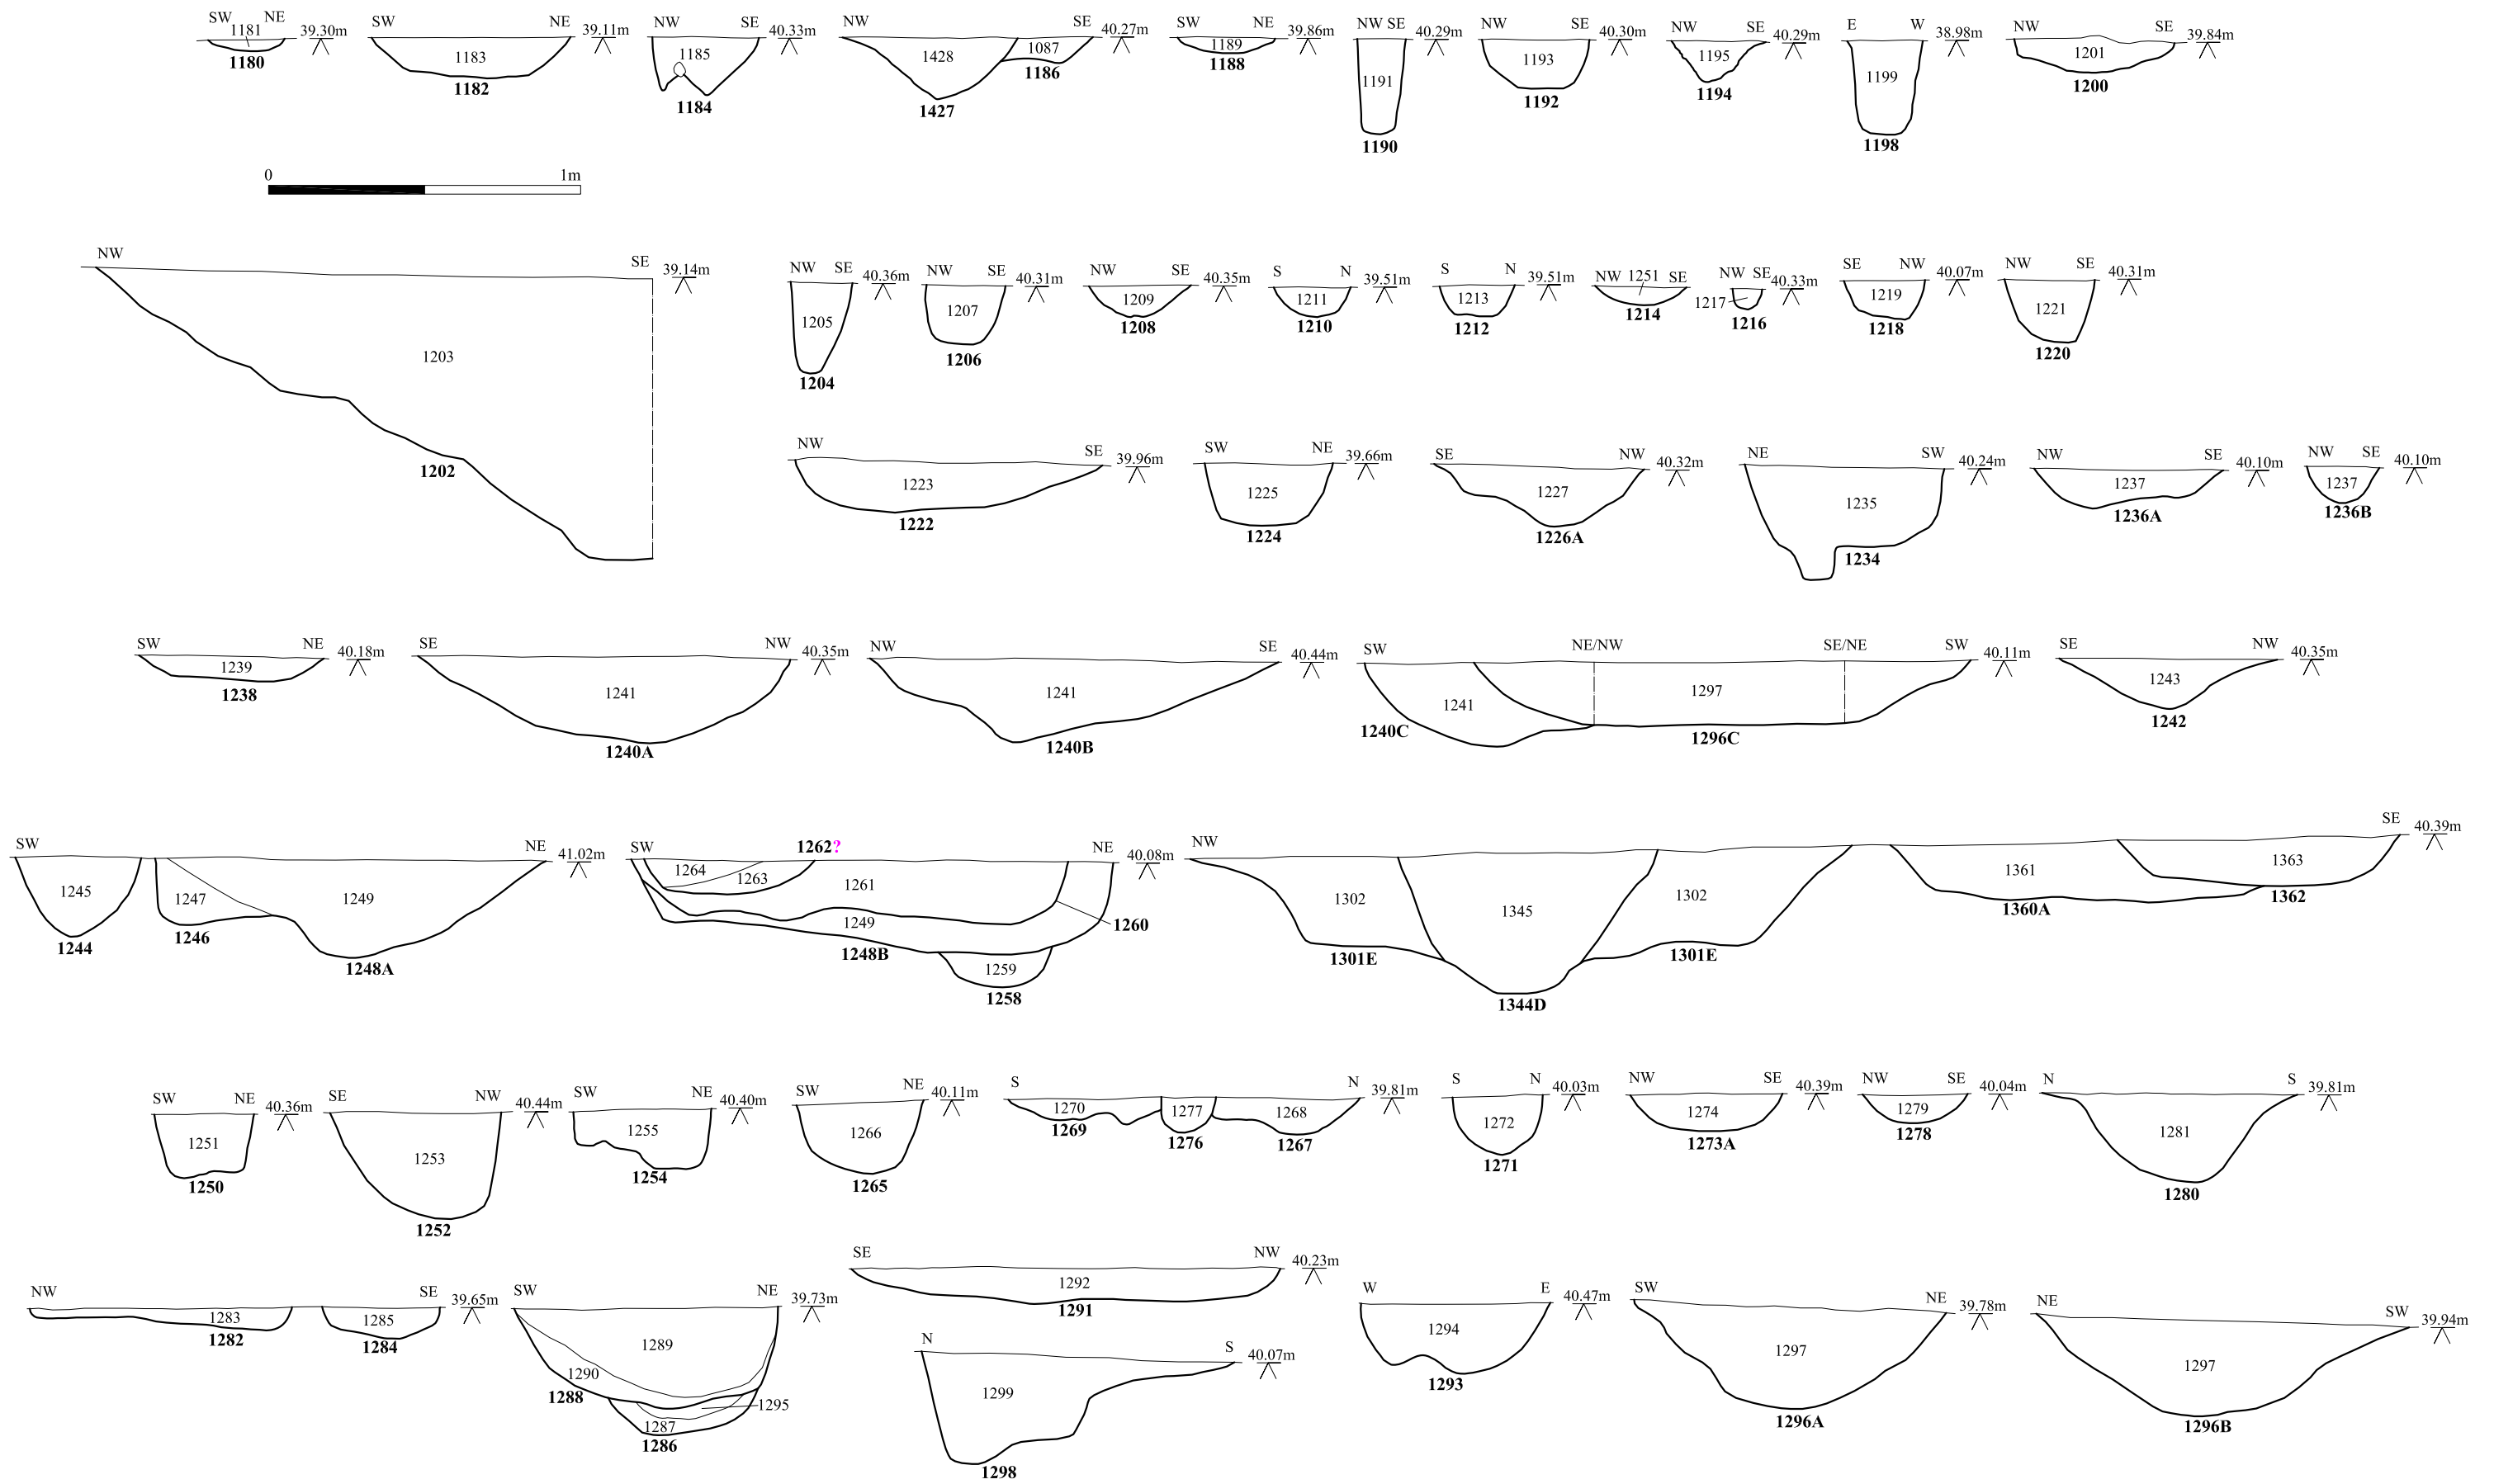 SW 1181 NE 39.30m
1180
SW NE 39.11m
1183
1182
NW SE 40.33m
1185
1184
NW SE 40.27m
1428 1087
1427 1186
SW NE 39.86m
1189
1188
NW SE 40.29m
1191
1190
NW SE 40.30m
1193
1192
NW SE 40.29m
1195
1194
E W 38.98m
1199
1198
NW SE 39.84m
1201
1200
0 1m
NW SE 39.14m
1203
1202
NW SE 40.36m
1205
1204
NW SE 40.31m
1207
1206
NW SE 40.35m
1209
1208
S N 39.51m
1211
1210
S N 39.51m
1213
1212
NW 1251 SE
1214
NW SE 40.33m
1217
1216
SE NW 40.07m
1219
1218
NW SE 40.31m
1221
1220
NW SE 39.96m
1223
1222
SW NE 39.66m
1225
1224
SE NW 40.32m
1227
1226A
NE SW 40.24m
1235
1234
NW SE 40.10m
1237
1236A
NW SE 40.10m
1237
1236B
SW NE 40.18m
1239
1238
SE NW 40.35m
1241
1240A
NW SE 40.44m
1241
1240B
SW NE/NW SE/NE SW 40.11m
1241 1297
1240C 1296C
SE NW 40.35m
1243
1242
SW NE 41.02m
1245 1247 1249
1244 1246 1248A
SW 1262? NE 40.08m
1264 1263 1261
1249 1260
1248B
1259
1258
NW SE 40.39m
1302 1345 1302 1361 1363
1301E 1344D 1301E 1360A 1362
SW NE 40.36m
1251
1250
SE NW 40.44m
1253
1252
SW NE 40.40m
1255
1254
SW NE 40.11m
1266
1265
S N 39.81m
1270 1277 1268
1269 1276 1267
S N 40.03m
1272
1271
NW SE 40.39m
1274
1273A
NW SE 40.04m
1279
1278
N S 39.81m
1281
1280
NW SE 39.65m
1283 1285
1282 1284
SW NE 39.73m
1289
1290
1288
1295
1287
1286
SE NW 40.23m
1292
1291
N S 40.07m
1299
1298
W E 40.47m
1294
1293
SW NE 39.78m
1297
1296A
NE SW 39.94m
1297
1296B